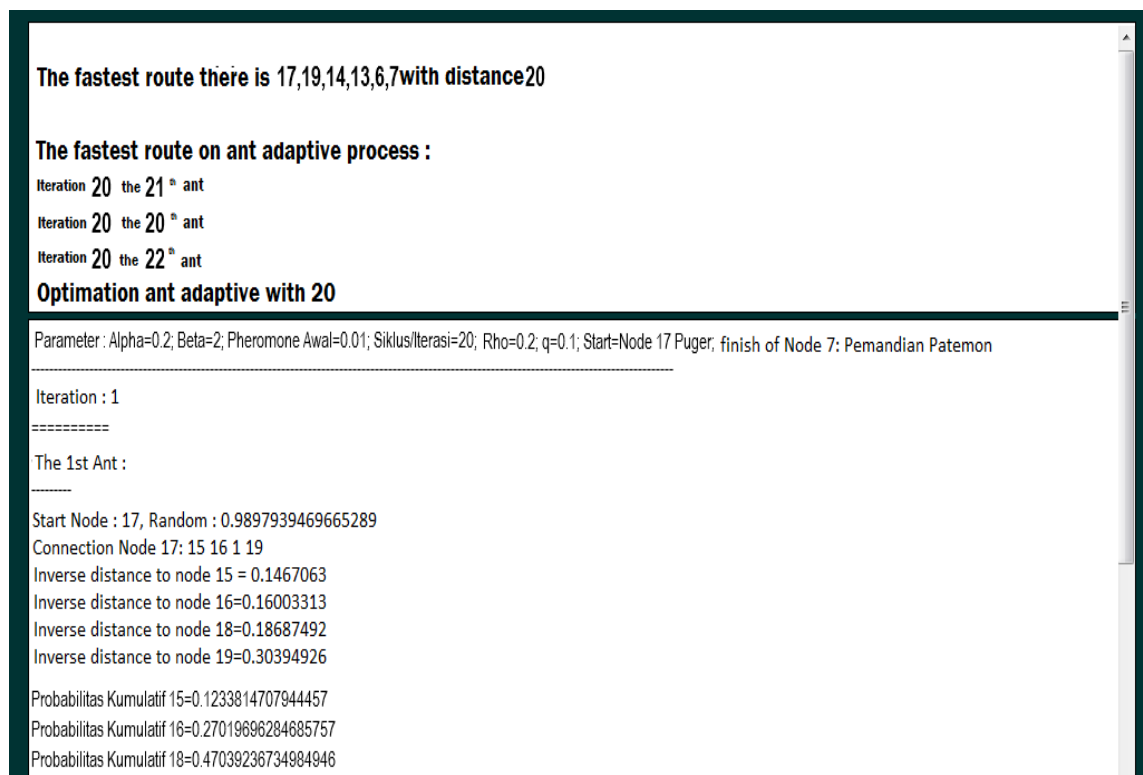 The fastest route there is 17,19,14,13,6,7with distance20
The fastest route on ant adaptive process :
Iteration 20 the 21 th ant
Iteration 20 the 20 th ant
Iteration 20 the 22 th ant
Optimation ant adaptive with 20
Parameter : Alpha=0.2; Beta=2; Pheromone Awal=0.01; Siklus/Iterasi=20; Rho=0.2; q=0.1; Start=Node 17 Puger; finish of Node 7: Pemandian Patemon
--------------------------------------------------------------------------------
Iteration : 1
==========
The 1st Ant :
---------
Start Node : 17, Random : 0.9897939469665289
Connection Node 17: 15 16 1 19
Inverse distance to node 15 = 0.1467063
Inverse distance to node 16=0.16003313
Inverse distance to node 18=0.18687492
Inverse distance to node 19=0.30394926
Probabilitas Kumulatif 15=0.1233814707944457
Probabilitas Kumulatif 16=0.27019696284685757
Probabilitas Kumulatif 18=0.47039236734984946